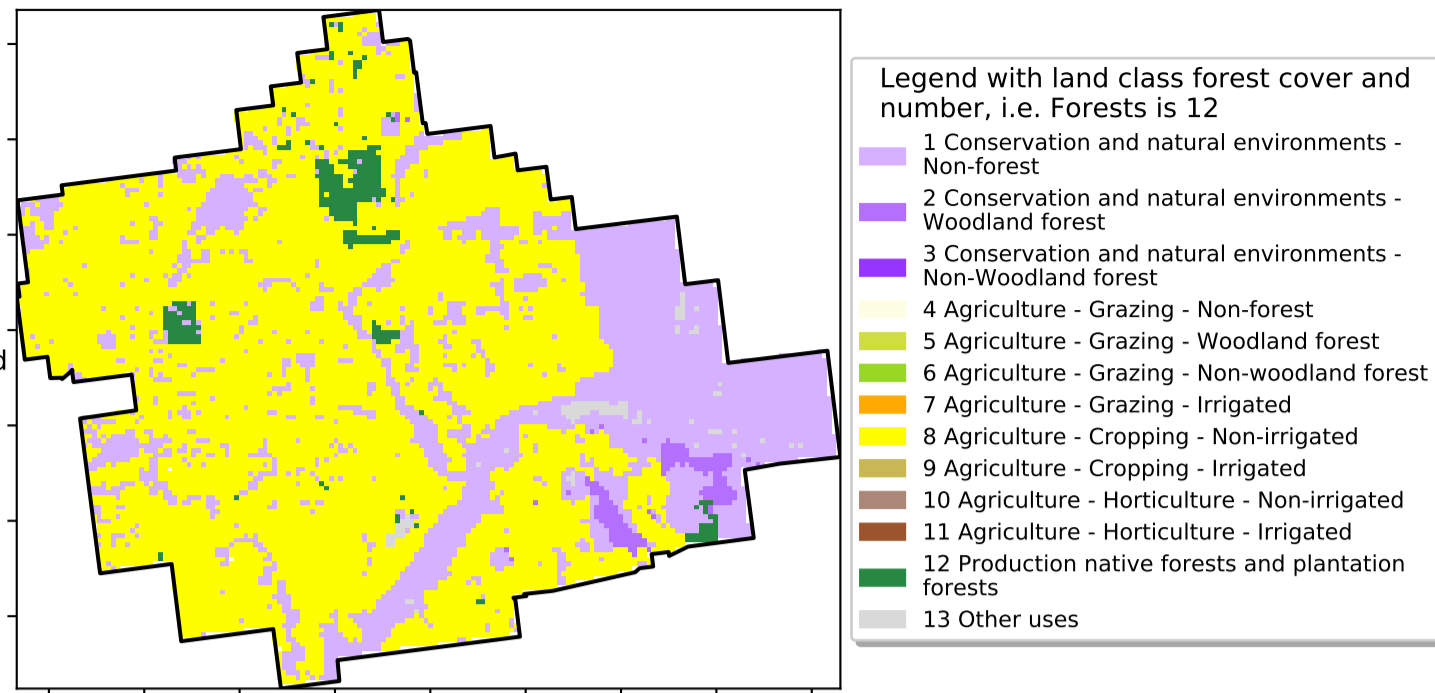 d
Legend with land class forest cover and
number, i.e. Forests is 12
1 Conservation and natural environments -
Non-forest
2 Conservation and natural environments -
Woodland forest
3 Conservation and natural environments -
Non-Woodland forest
4 Agriculture - Grazing - Non-forest
5 Agriculture - Grazing - Woodland forest
6 Agriculture - Grazing - Non-woodland forest
7 Agriculture - Grazing - Irrigated
8 Agriculture - Cropping - Non-irrigated
9 Agriculture - Cropping - Irrigated
10 Agriculture - Horticulture - Non-irrigated
11 Agriculture - Horticulture - Irrigated
12 Production native forests and plantation
forests
13 Other uses